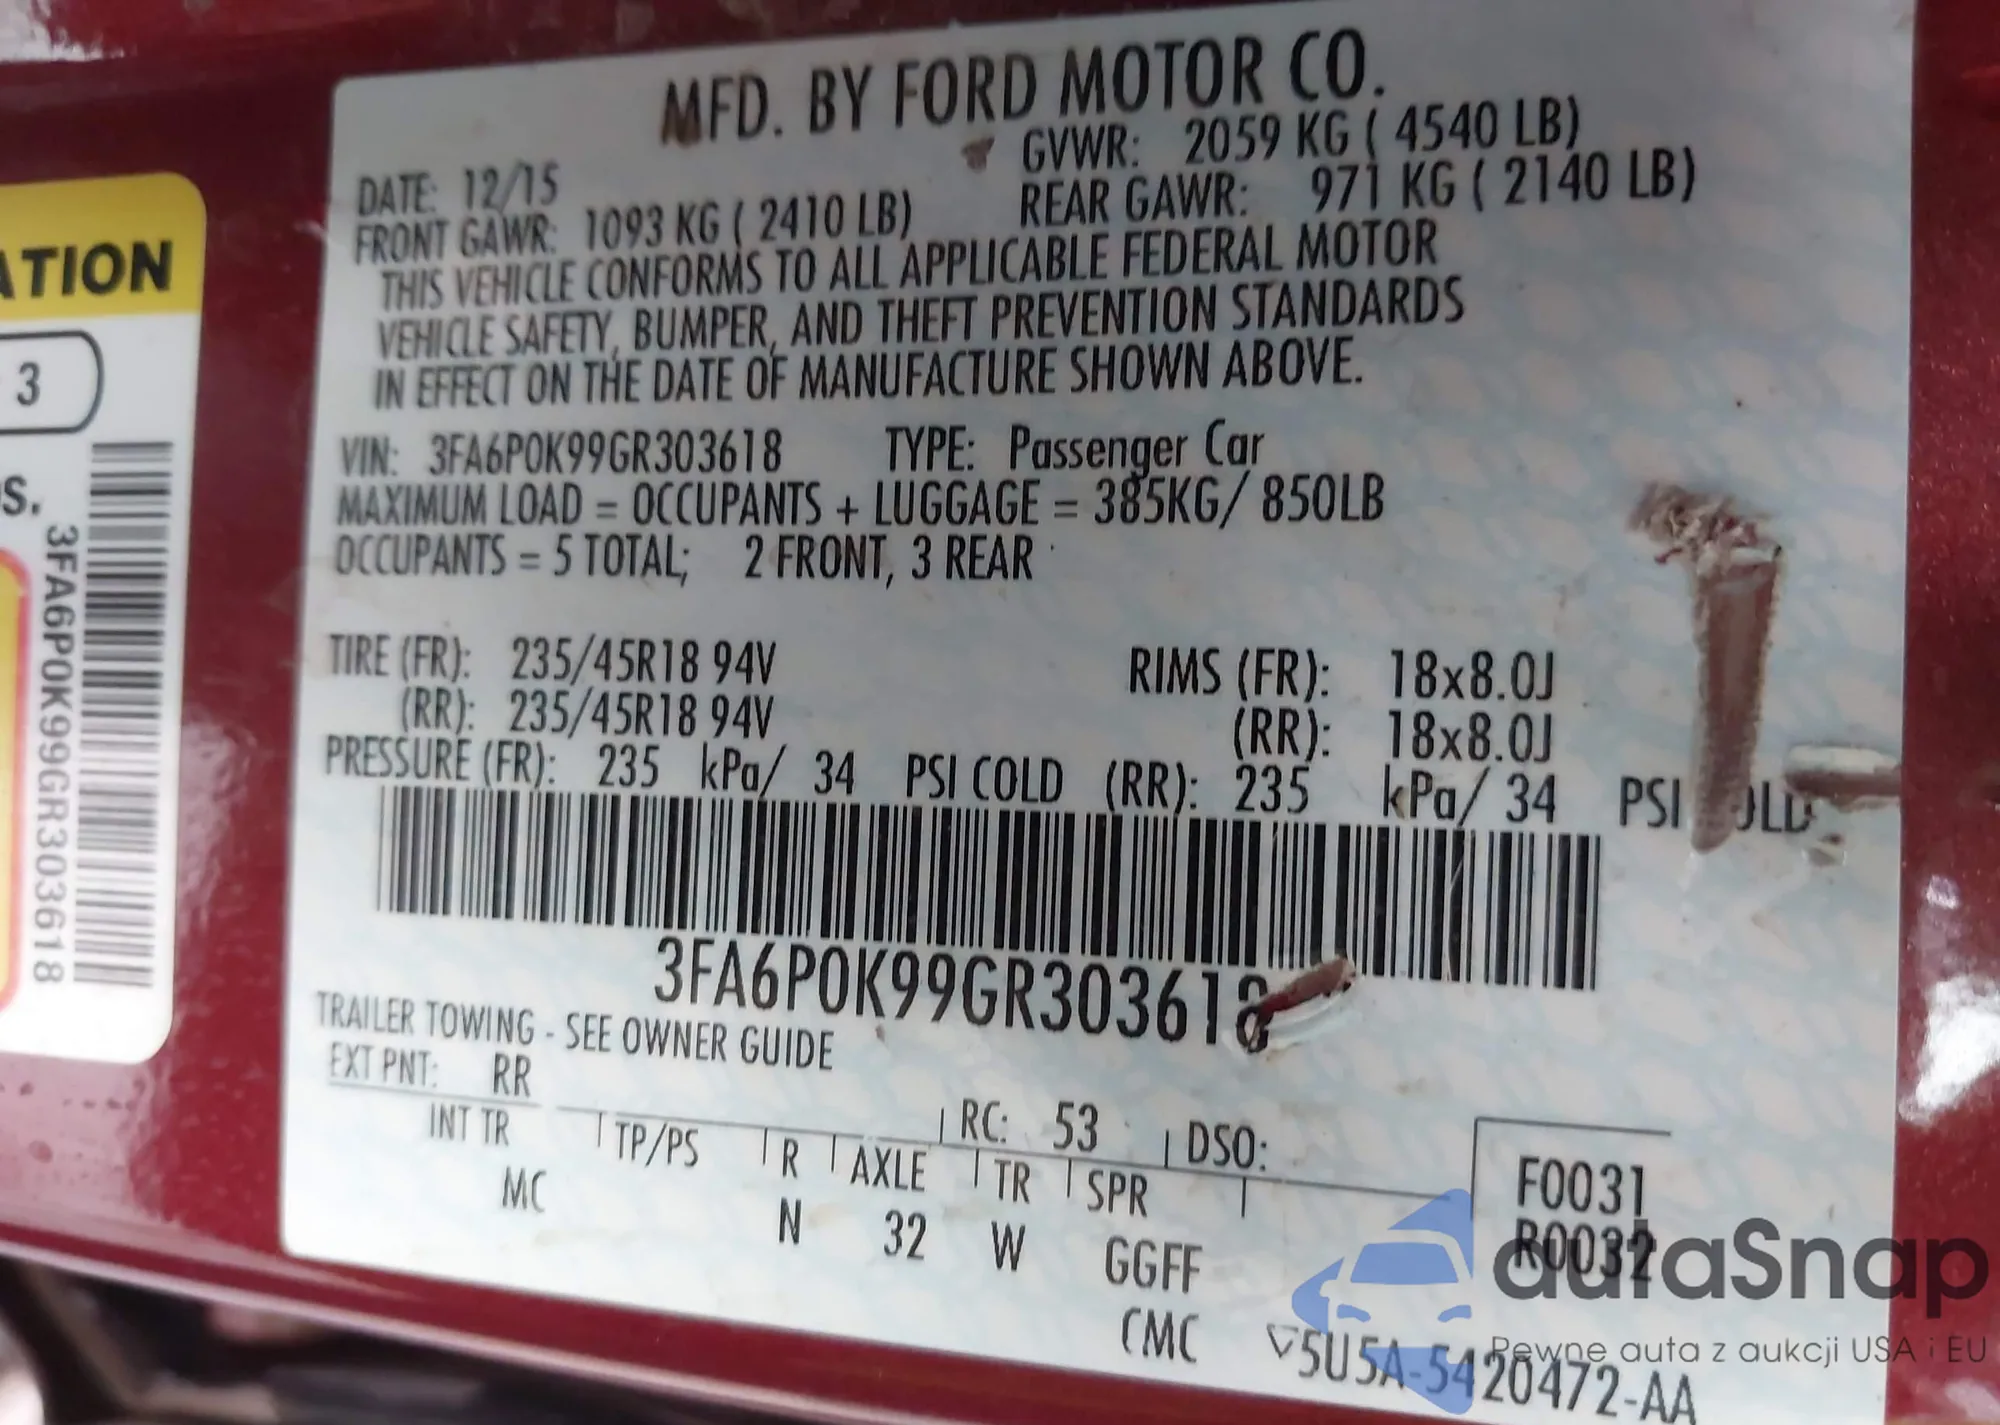 MFD. BY FORD MOTOR CO.
DATE: 12/15 GVWR: 2059 KG ( 4540 LB)
FRONT GAWR: 1093 KG ( 2410 LB) REAR GAWR: 971 KG ( 2140 LB)
THIS VEHICLE CONFORMS TO ALL APPLICABLE FEDERAL MOTOR
VEHICLE SAFETY, BUMPER, AND THEFT PREVENTION STANDARDS
IN EFFECT ON THE DATE OF MANUFACTURE SHOWN ABOVE.
VIN: 3FA6P0K99GR303618 TYPE: Passenger Car
MAXIMUM LOAD = OCCUPANTS + LUGGAGE = 385KG/ 850LB
OCCUPANTS = 5 TOTAL; 2 FRONT, 3 REAR
TIRE (FR): 235/45R18 94V RIMS (FR): 18x8.0J
(RR): 235/45R18 94V (RR): 18x8.0J
PRESSURE (FR): 235 kPa/ 34 PSI COLD (RR): 235 kPa/ 34 PSI
3FA6P0K99GR303618
TRAILER TOWING - SEE OWNER GUIDE
EXT PNT: RR RC: 53 DSO:
INT TR TP/PS R AXLE TR SPR
MC N 32 W GGFF
F0031
R0032
CMC 5U5A-5420472-AA
ATION
3
S.
3FA6P0K99GR303618
autaSnap
Pewne auta z aukcji USA i EU